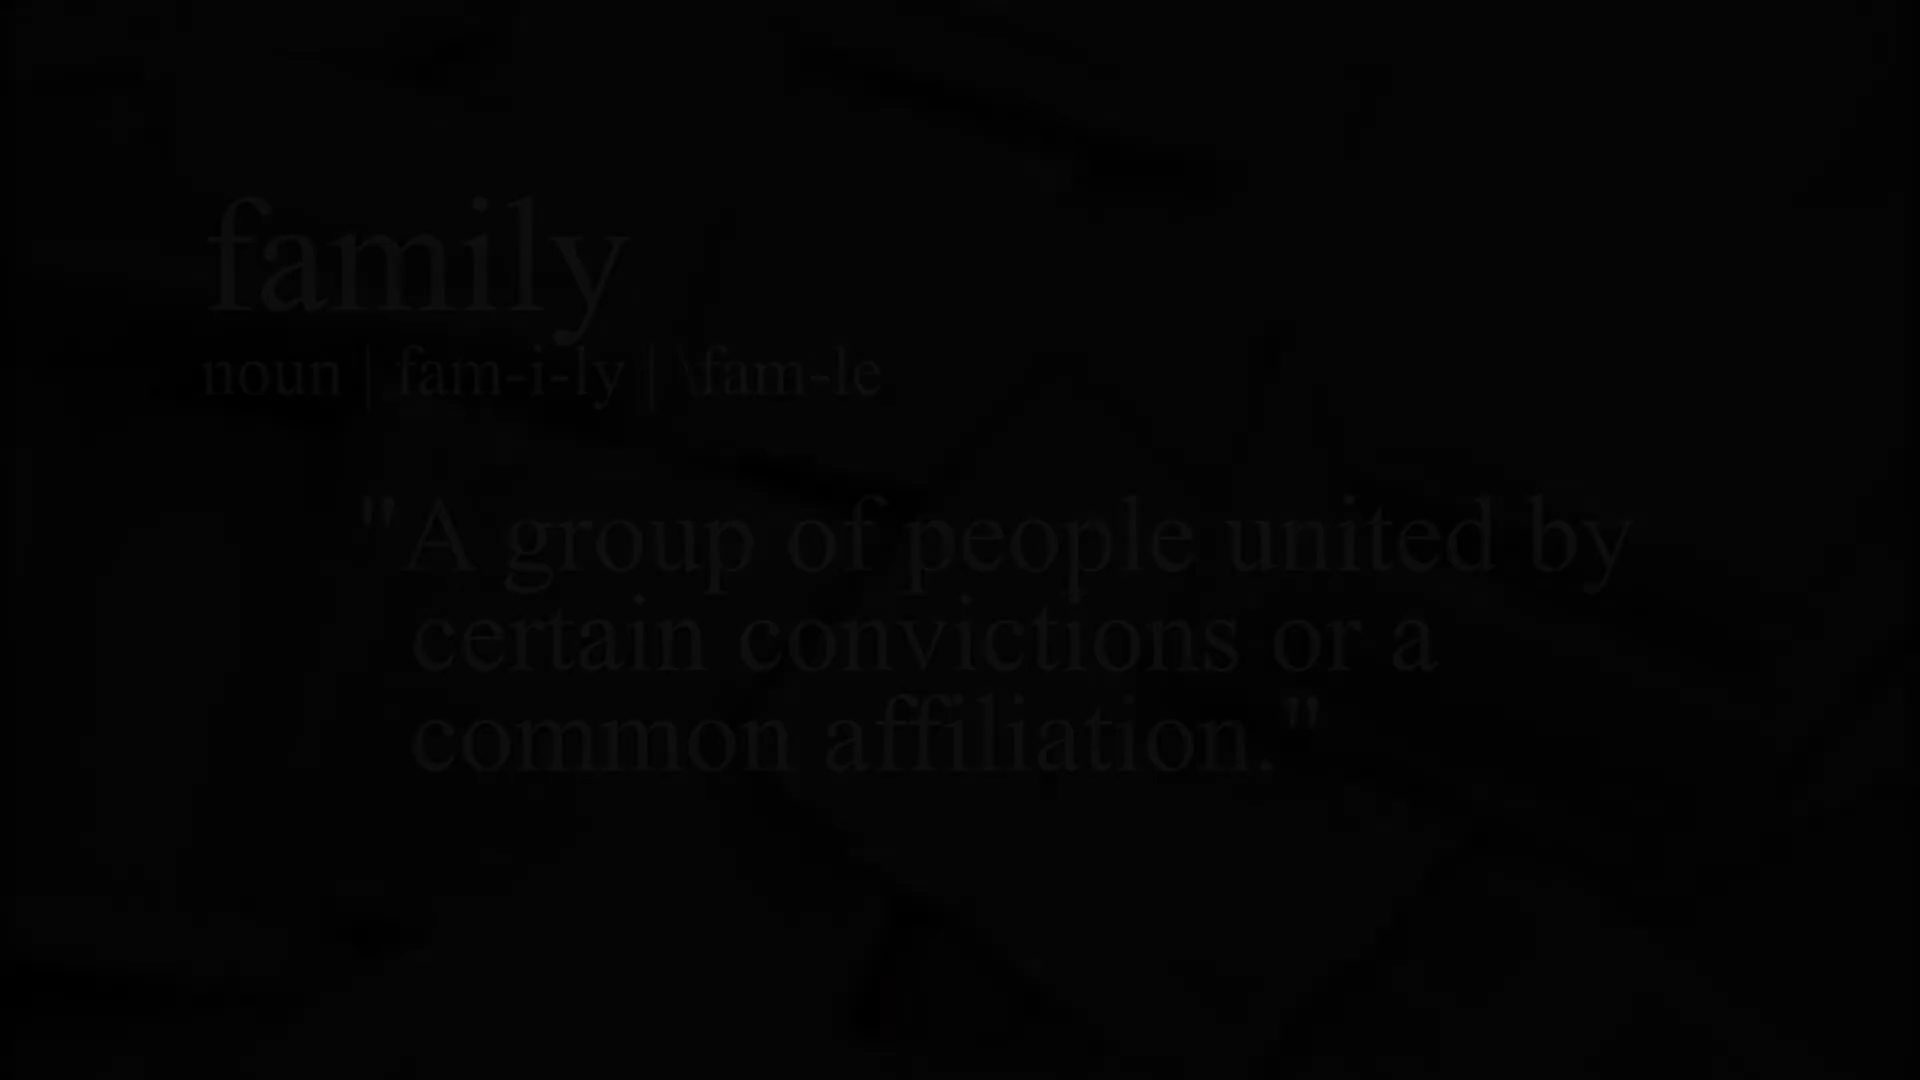 family
noun | fam-i-ly | \fam-le
"A group of people united by
certain convictions or a
common affiliation."